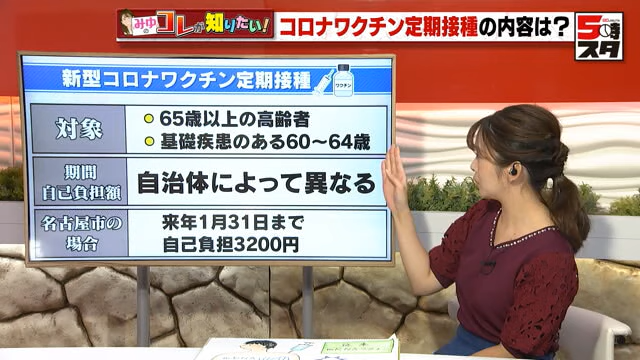 みゆのコレが知りたい!
コロナワクチン定期接種の内容は?
5時スタ
新型コロナワクチン定期接種
ワクチン
対象
65歳以上の高齢者
基礎疾患のある60～64歳
期間
自己負担額
自治体によって異なる
名古屋市の
場合
来年1月31日まで
自己負担3200円